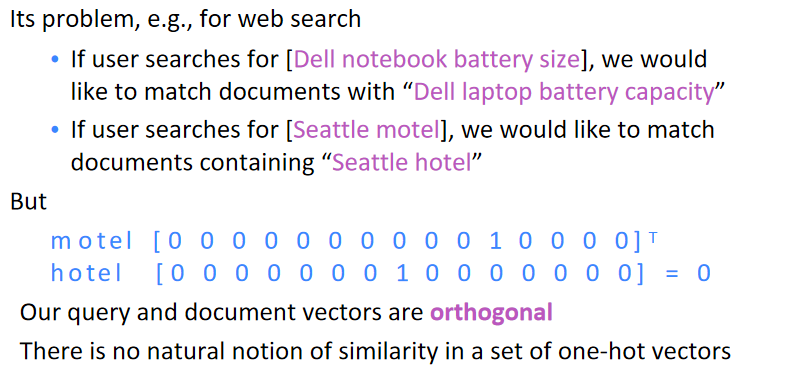 Its problem, e.g., for web search
• If user searches for [Dell notebook battery size], we would
like to match documents with “Dell laptop battery capacity”
• If user searches for [Seattle motel], we would like to match
documents containing “Seattle hotel”
But
motel [0 0 0 0 0 0 0 0 0 0 1 0 0 0 0]ᵀ
hotel [0 0 0 0 0 0 0 1 0 0 0 0 0 0 0] = 0
Our query and document vectors are orthogonal
There is no natural notion of similarity in a set of one-hot vectors